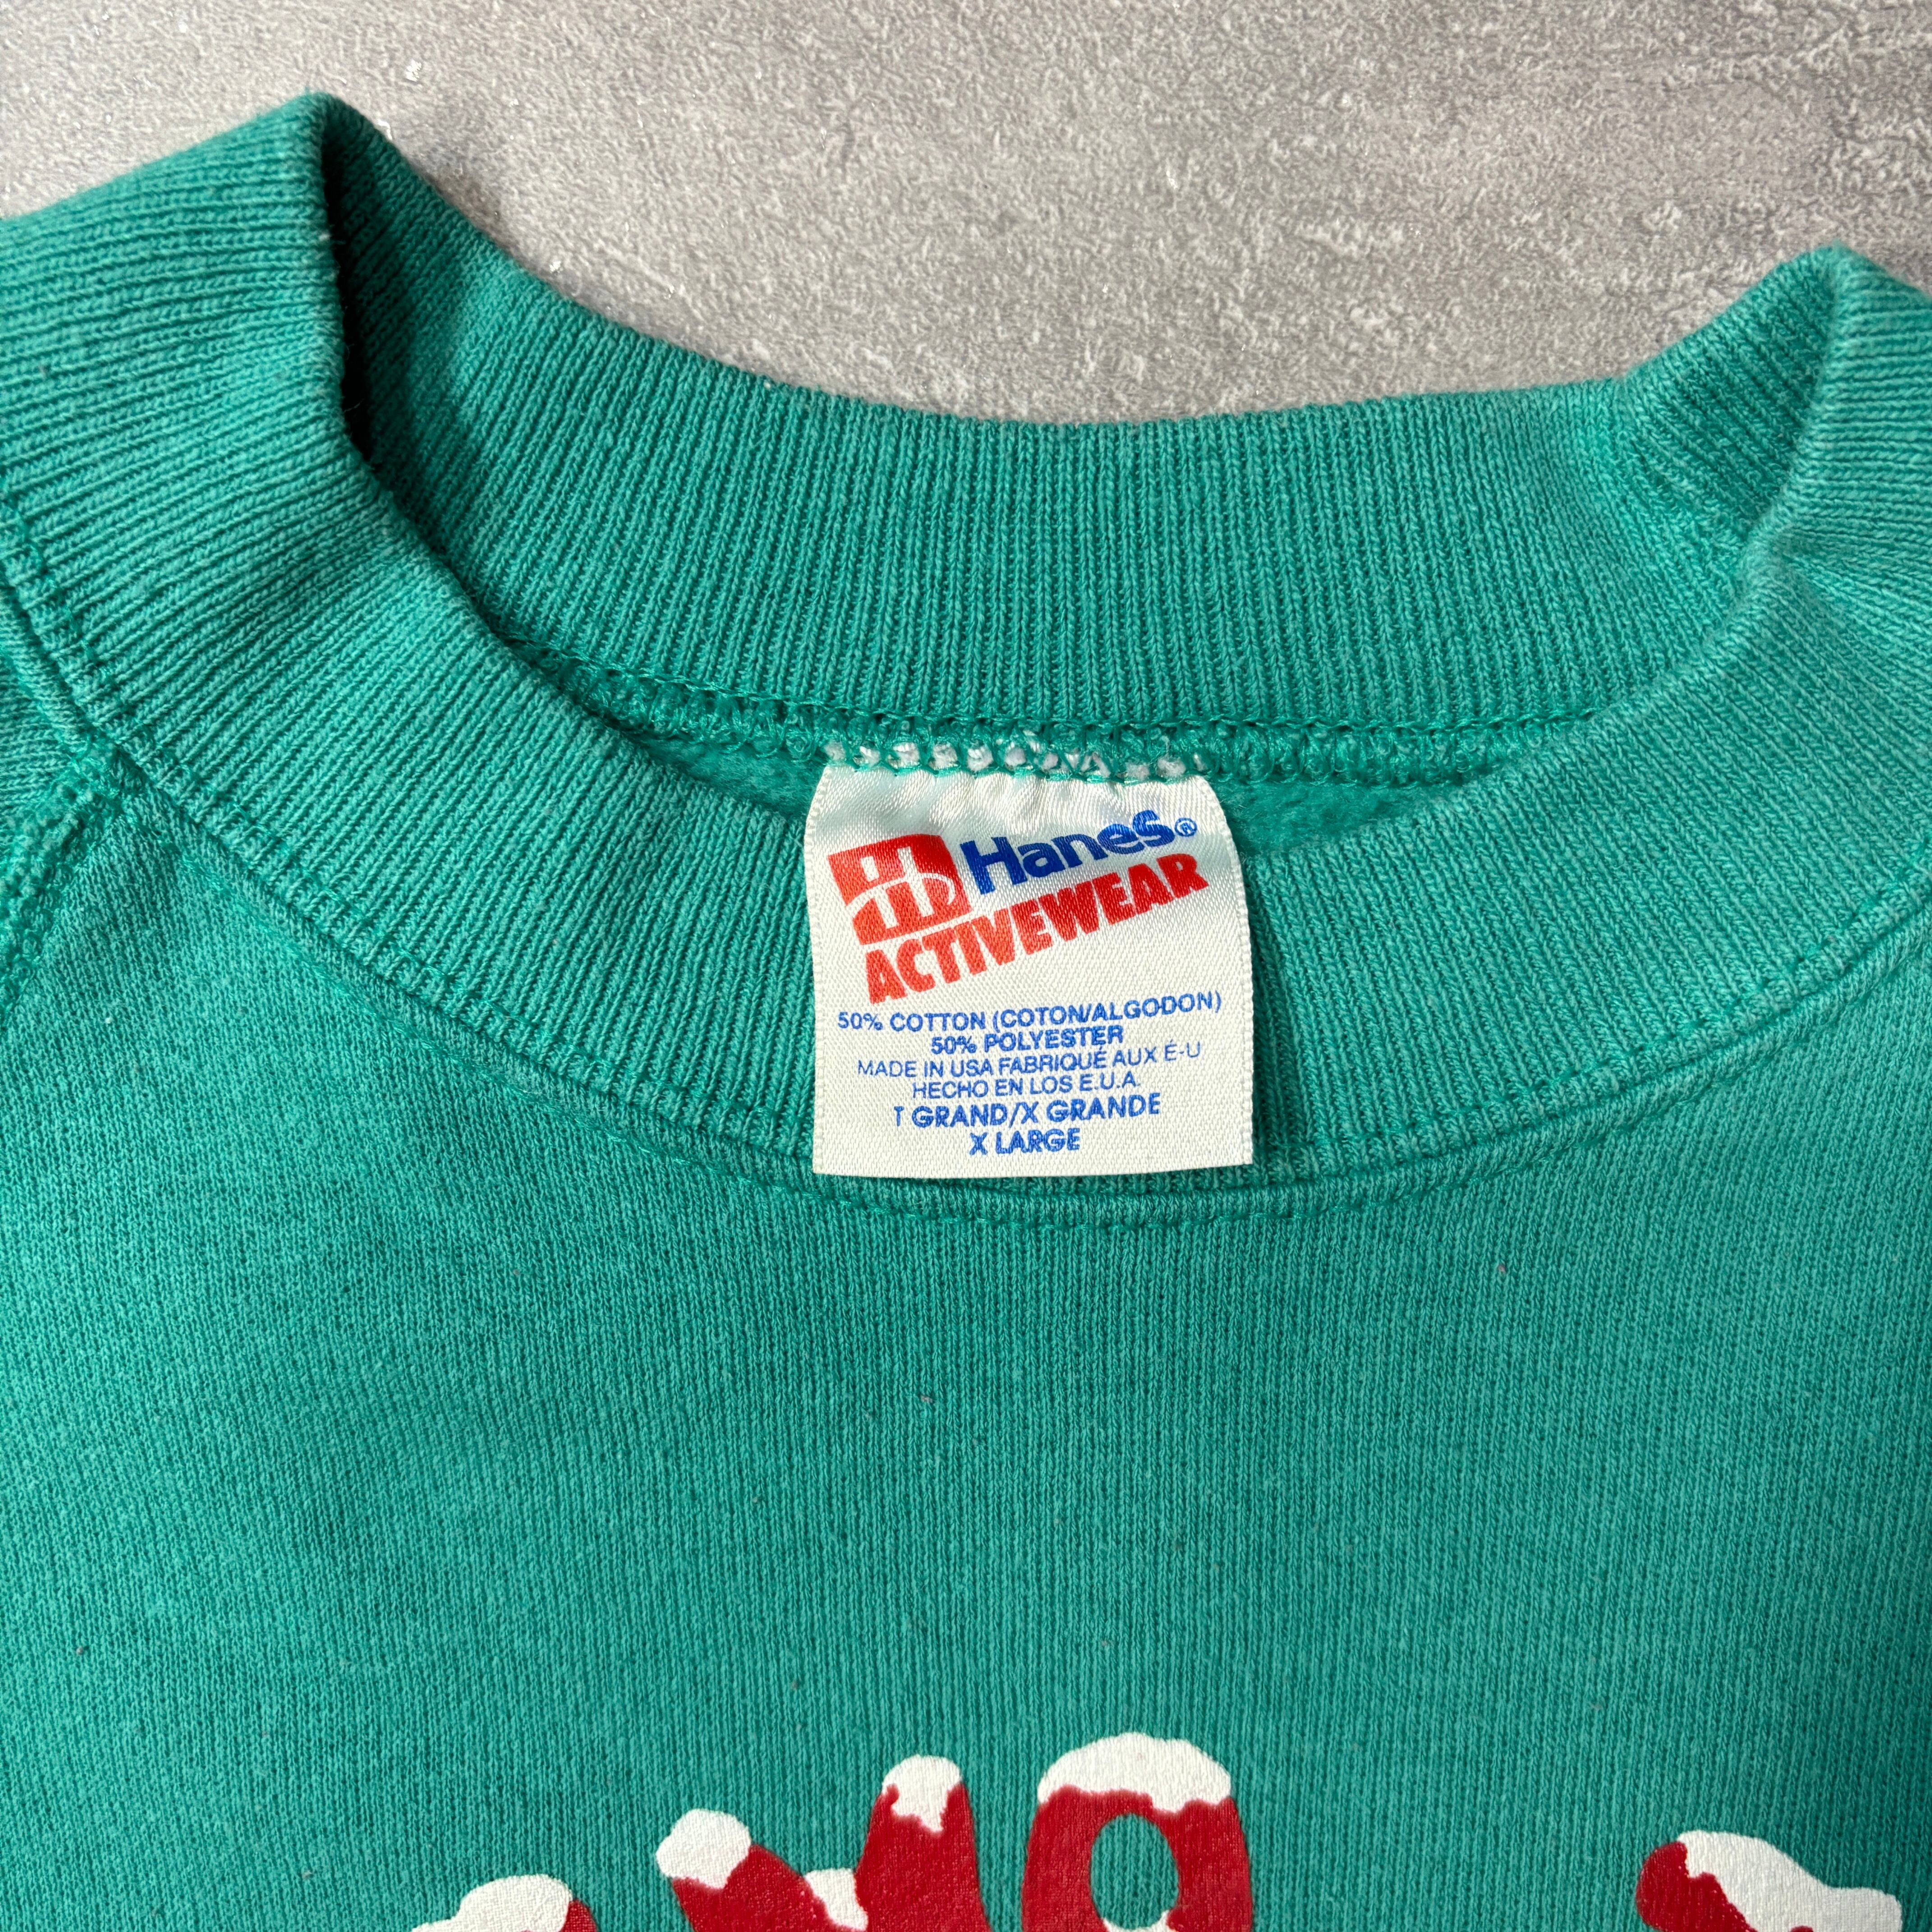 Hanes®
ACTIVEWEAR
50% COTTON (COTON/ALGODON)
50% POLYESTER
MADE IN USA FABRIQUÉ AUX É-U
HECHO EN LOS E.U.A.
T GRAND/X GRANDE
X LARGE